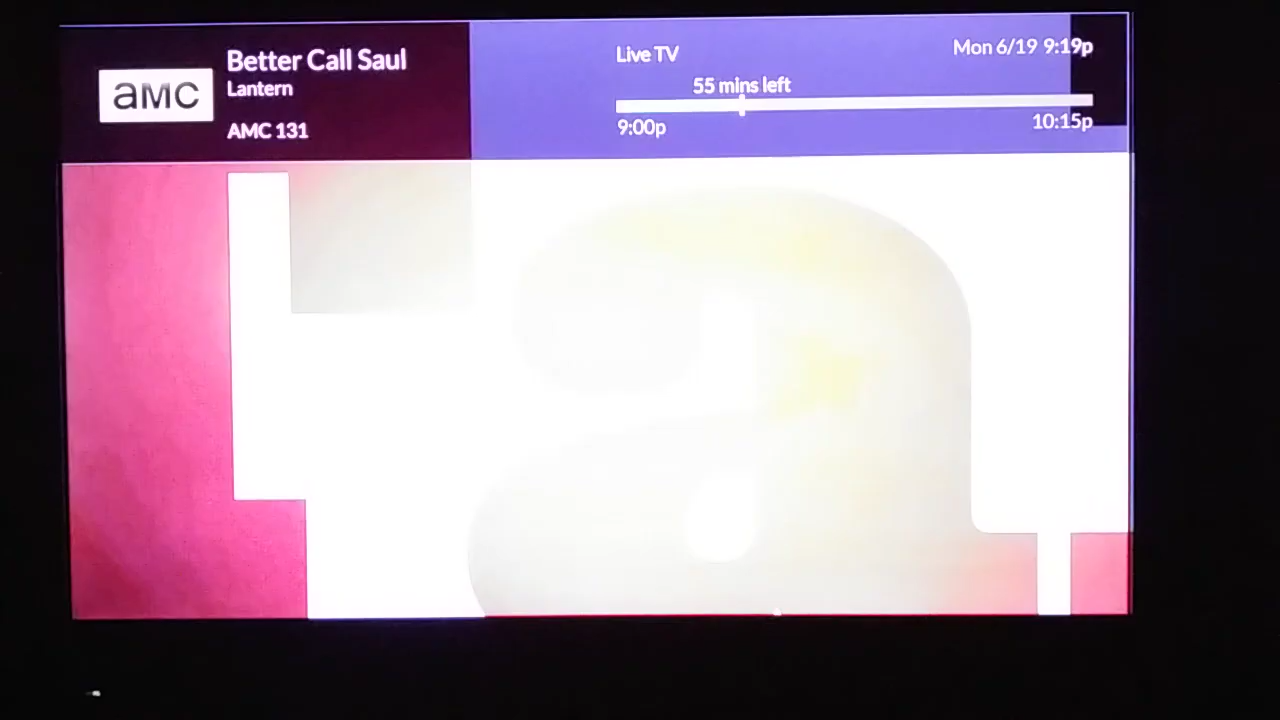 amc
Better Call Saul
Lantern
AMC 131
Live TV
Mon 6/19 9:19p
55 mins left
9:00p
10:15p
a